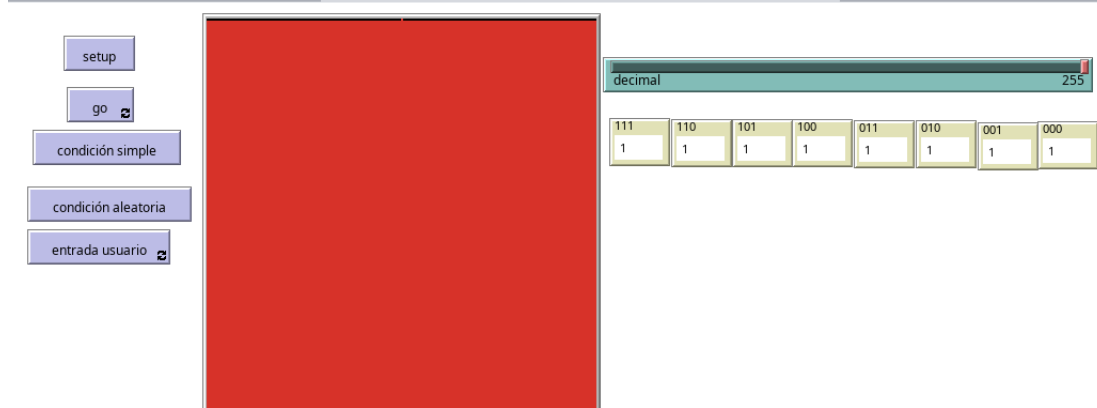 setup
go
condición simple
condición aleatoria
entrada usuario
decimal 255
111 110 101 100 011 010 001 000
1 1 1 1 1 1 1 1